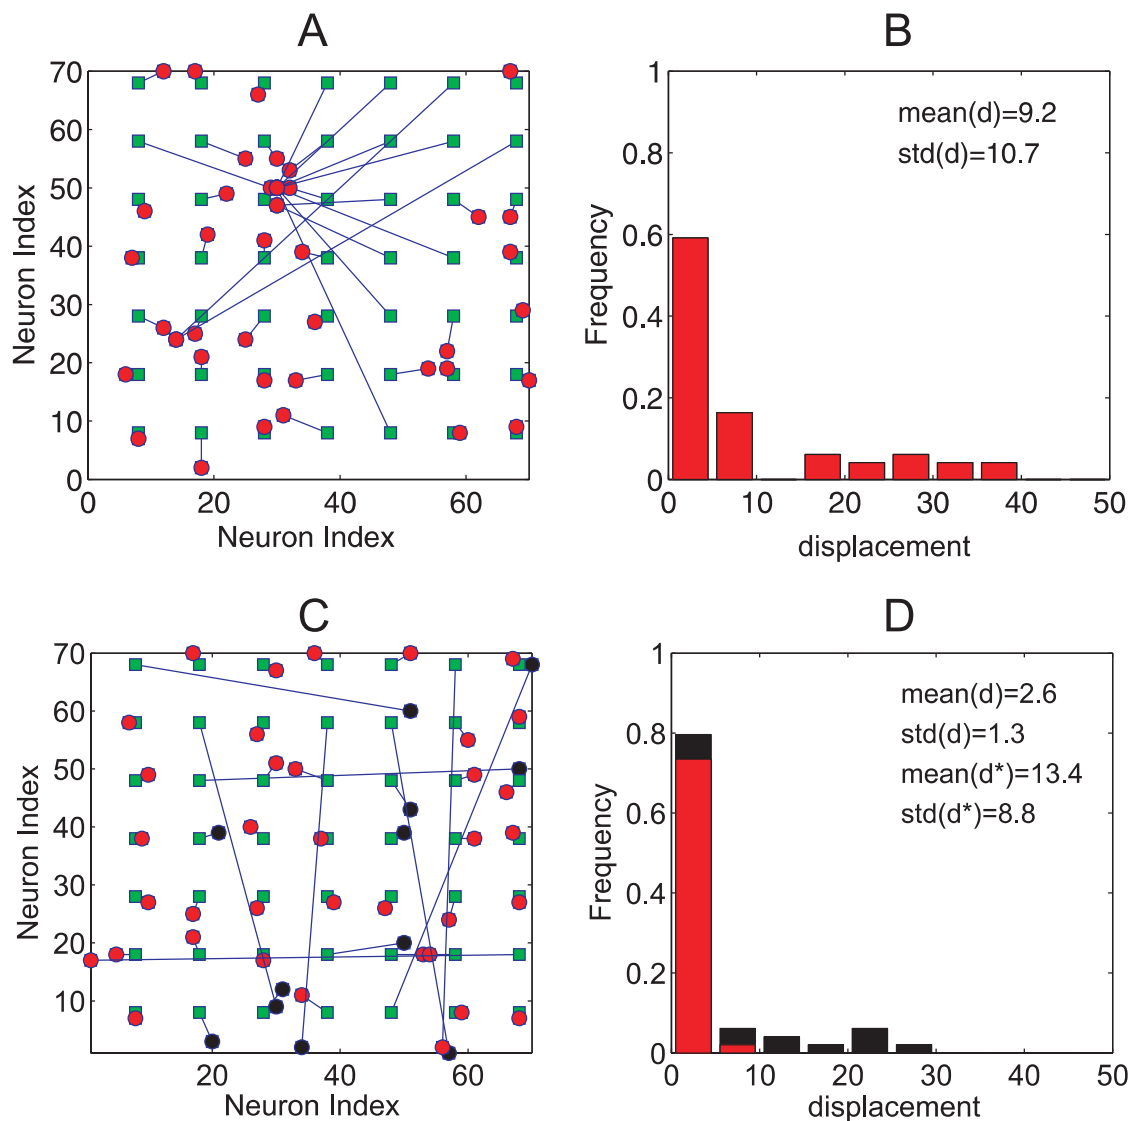 A
B
70
60
50
40
30
20
10
0
0 20 40 60
Neuron Index
Neuron Index
1
0.8
0.6
0.4
0.2
0
0 10 20 30 40 50
Frequency
displacement
mean(d)=9.2
std(d)=10.7
C
D
70
60
50
40
30
20
10
20 40 60
Neuron Index
Neuron Index
1
0.8
0.6
0.4
0.2
0
0 10 20 30 40 50
Frequency
displacement
mean(d)=2.6
std(d)=1.3
mean(d*)=13.4
std(d*)=8.8